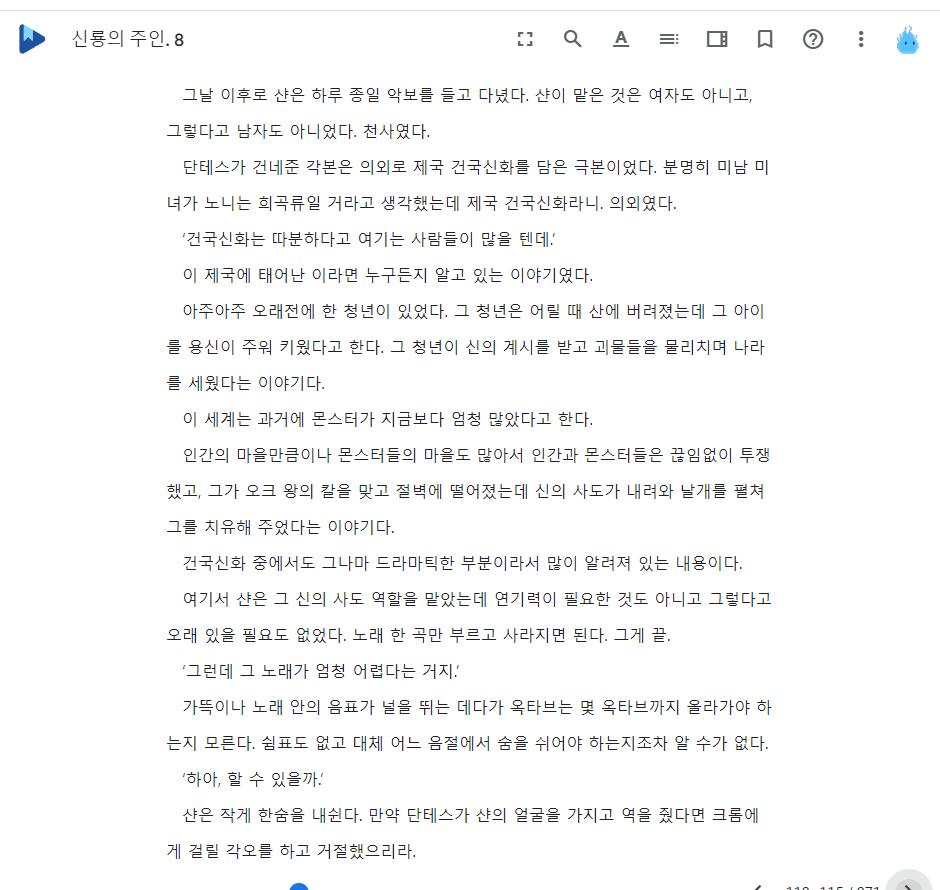 신룡의 주인. 8
그날 이후로 샨은 하루 종일 악보를 들고 다녔다. 샨이 맡은 것은 여자도 아니고,
그렇다고 남자도 아니었다. 천사였다.
단테스가 건네준 각본은 의외로 제국 건국신화를 담은 극본이었다. 분명히 미남 미
녀가 노니는 희곡류일 거라고 생각했는데 제국 건국신화라니. 의외였다.
'건국신화는 따분하다고 여기는 사람들이 많을 텐데.'
이 제국에 태어난 이라면 누구든지 알고 있는 이야기였다.
아주아주 오래전에 한 청년이 있었다. 그 청년은 어릴 때 산에 버려졌는데 그 아이
를 용신이 주워 키웠다고 한다. 그 청년이 신의 계시를 받고 괴물들을 물리치며 나라
를 세웠다는 이야기다.
이 세계는 과거에 몬스터가 지금보다 엄청 많았다고 한다.
인간의 마을만큼이나 몬스터들의 마을도 많아서 인간과 몬스터들은 끊임없이 투쟁
했고, 그가 오크 왕의 칼을 맞고 절벽에 떨어졌는데 신의 사도가 내려와 날개를 펼쳐
그를 치유해 주었다는 이야기다.
건국신화 중에서도 그나마 드라마틱한 부분이라서 많이 알려져 있는 내용이다.
여기서 샨은 그 신의 사도 역할을 맡았는데 연기력이 필요한 것도 아니고 그렇다고
오래 있을 필요도 없었다. 노래 한 곡만 부르고 사라지면 된다. 그게 끝.
'그런데 그 노래가 엄청 어렵다는 거지.'
가뜩이나 노래 안의 음표가 널을 뛰는 데다가 옥타브는 몇 옥타브까지 올라가야 하
는지 모른다. 쉼표도 없고 대체 어느 음절에서 숨을 쉬어야 하는지조차 알 수가 없다.
'하아, 할 수 있을까.'
샨은 작게 한숨을 내쉰다. 만약 단테스가 샨의 얼굴을 가지고 역을 줬다면 크롬에
게 걸릴 각오를 하고 거절했으리라.